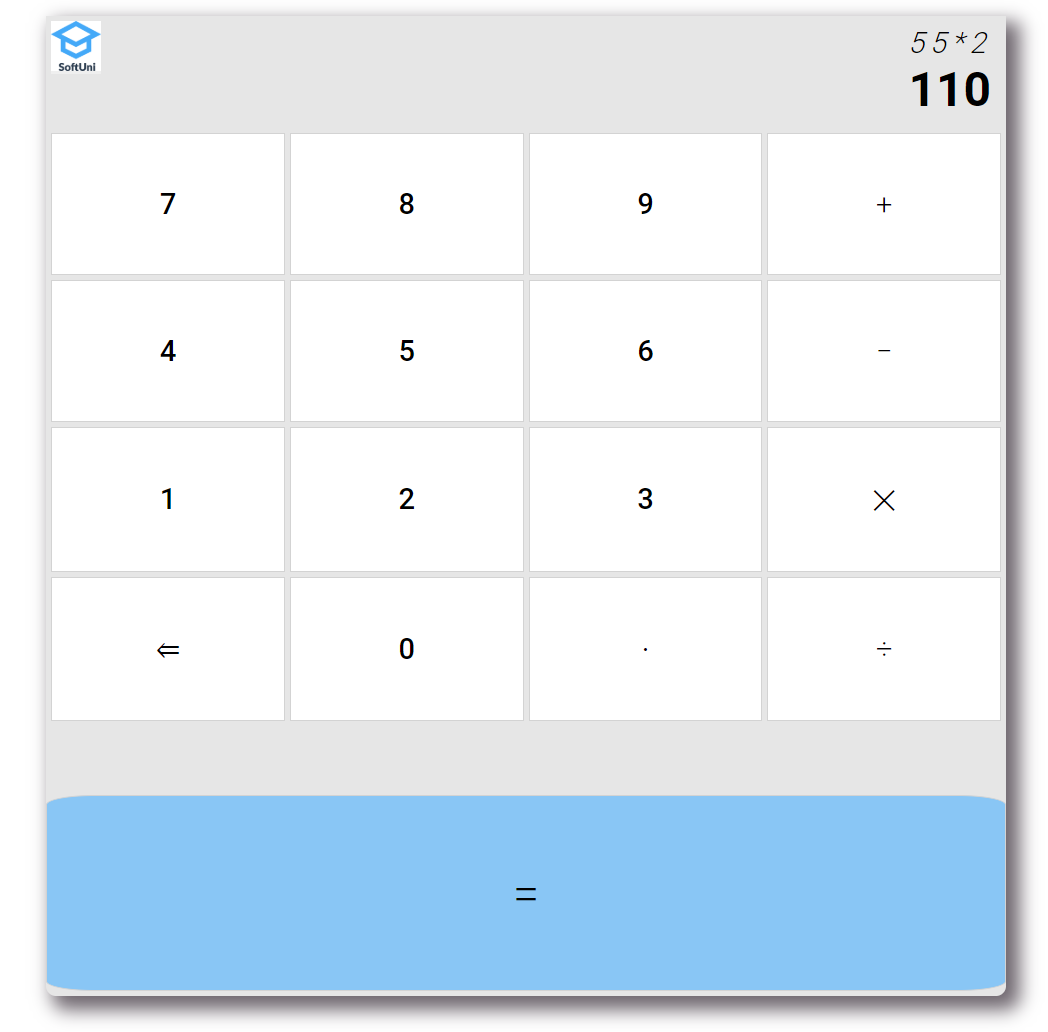 SoftUni
55*2
110
7 8 9 +
4 5 6 −
1 2 3 ×
⇐ 0 · ÷
=